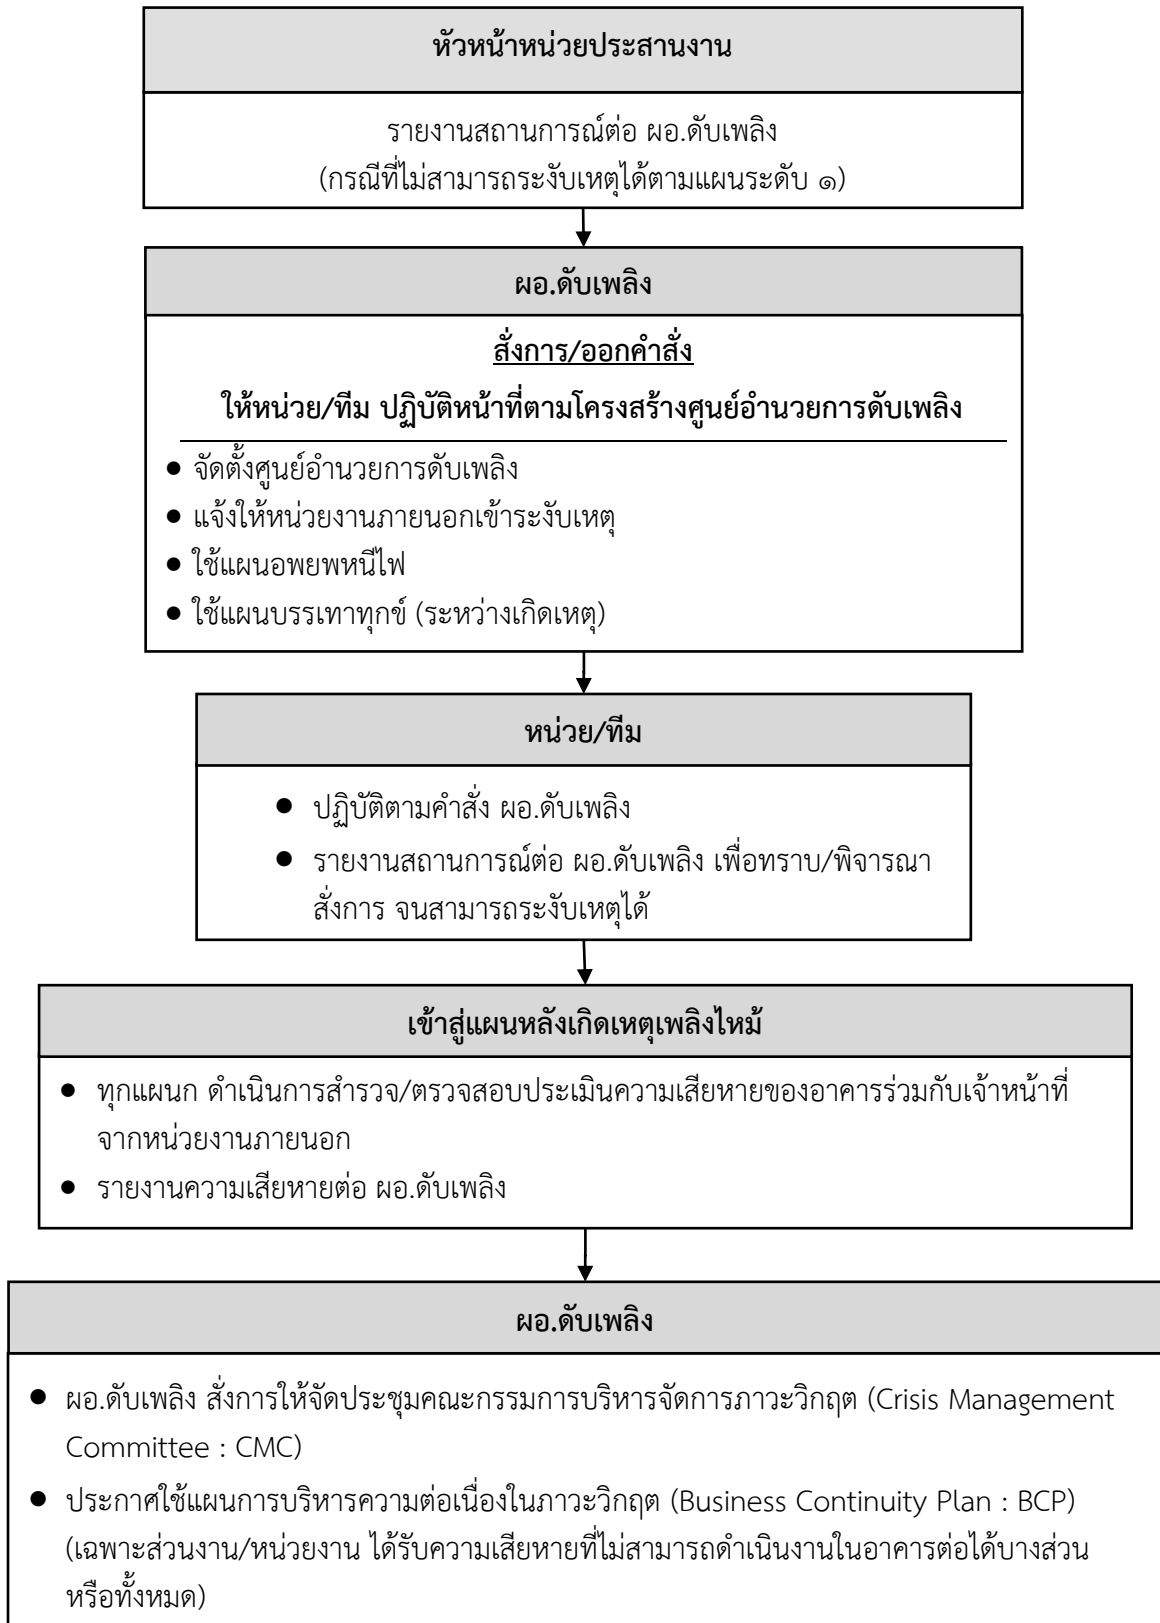 หัวหน้าหน่วยประสานงาน
รายงานสถานการณ์ต่อ ผอ.ดับเพลิง
(กรณีที่ไม่สามารถระงับเหตุได้ตามแผนระดับ ๑)
ผอ.ดับเพลิง
สั่งการ/ออกคำสั่ง
ให้หน่วย/ทีม ปฏิบัติหน้าที่ตามโครงสร้างศูนย์อำนวยการดับเพลิง
● จัดตั้งศูนย์อำนวยการดับเพลิง
● แจ้งให้หน่วยงานภายนอกเข้าระงับเหตุ
● ใช้แผนอพยพหนีไฟ
● ใช้แผนบรรเทาทุกข์ (ระหว่างเกิดเหตุ)
หน่วย/ทีม
● ปฏิบัติตามคำสั่ง ผอ.ดับเพลิง
● รายงานสถานการณ์ต่อ ผอ.ดับเพลิง เพื่อทราบ/พิจารณา
สั่งการ จนสามารถระงับเหตุได้
เข้าสู่แผนหลังเกิดเหตุเพลิงไหม้
● ทุกแผนก ดำเนินการสำรวจ/ตรวจสอบประเมินความเสียหายของอาคารร่วมกับเจ้าหน้าที่
จากหน่วยงานภายนอก
● รายงานความเสียหายต่อ ผอ.ดับเพลิง
ผอ.ดับเพลิง
● ผอ.ดับเพลิง สั่งการให้จัดประชุมคณะกรรมการบริหารจัดการภาวะวิกฤต (Crisis Management
Committee : CMC)
● ประกาศใช้แผนการบริหารความต่อเนื่องในภาวะวิกฤต (Business Continuity Plan : BCP)
(เฉพาะส่วนงาน/หน่วยงาน ได้รับความเสียหายที่ไม่สามารถดำเนินงานในอาคารต่อได้บางส่วน
หรือทั้งหมด)